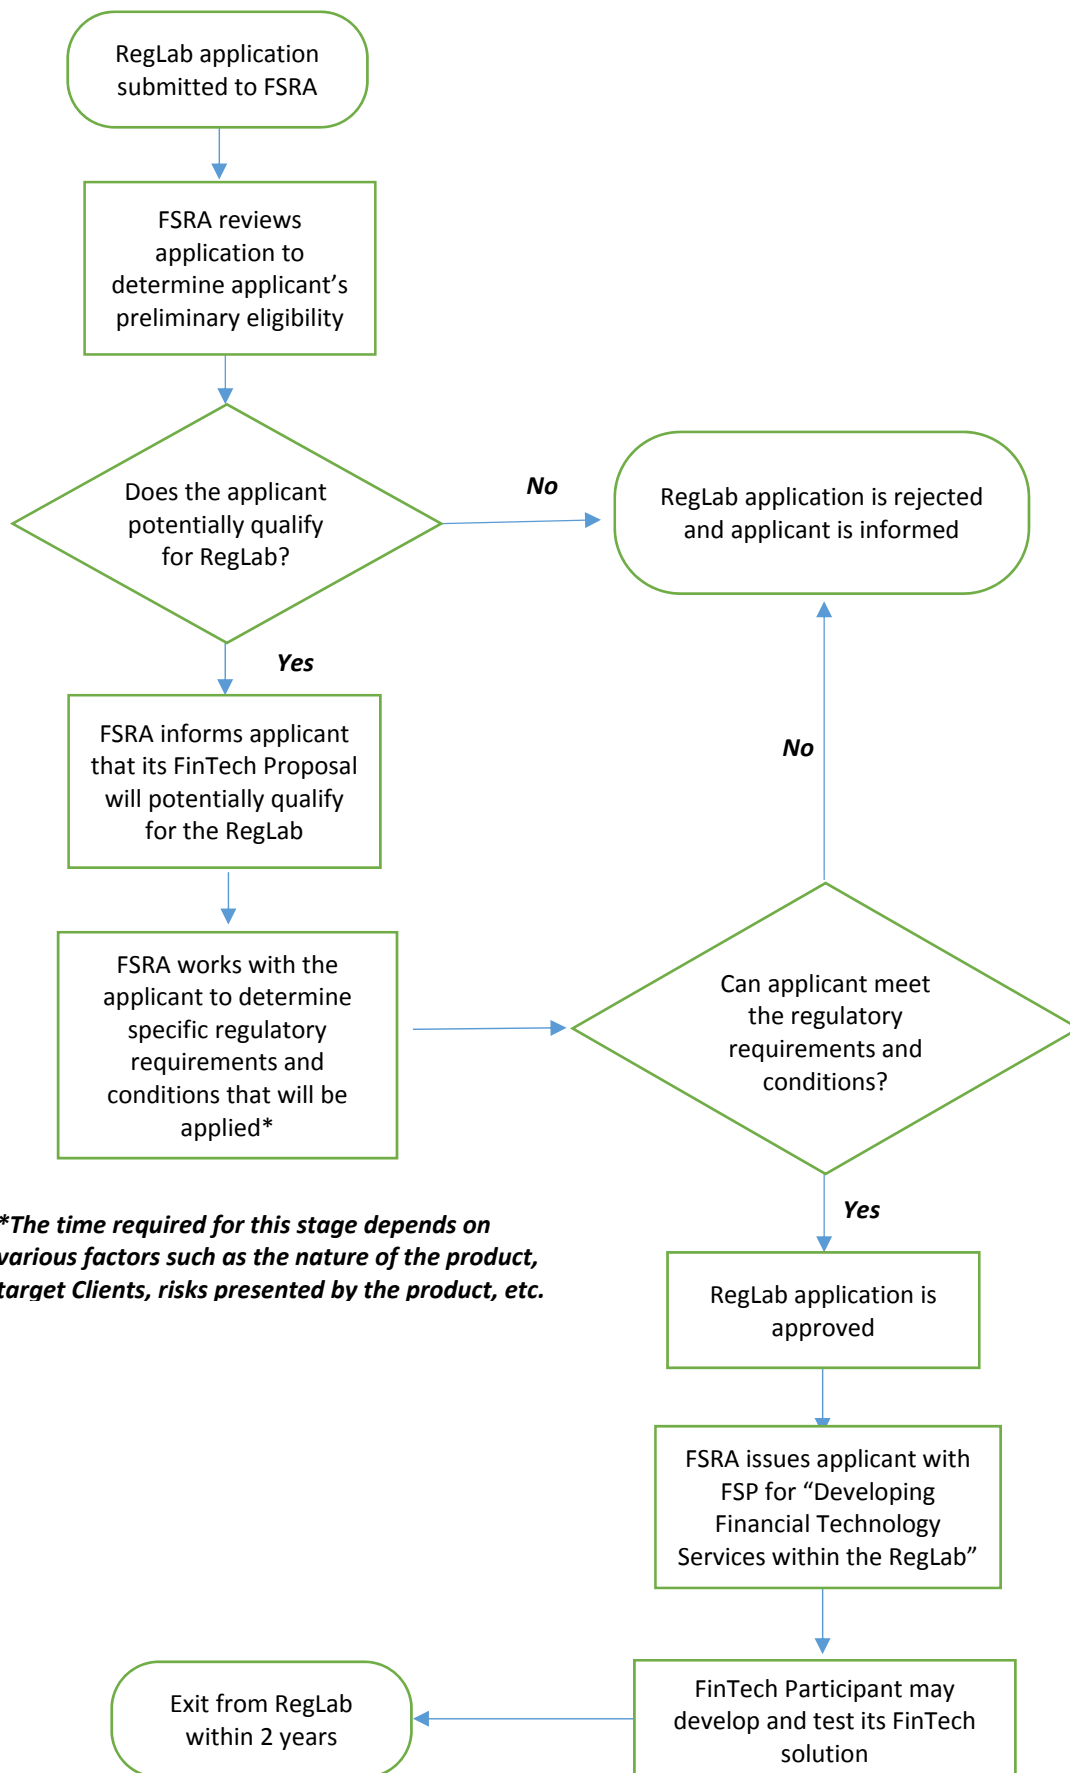 RegLab application
submitted to FSRA
FSRA reviews
application to
determine applicant’s
preliminary eligibility
Does the applicant
potentially qualify
for RegLab?
No
RegLab application is rejected
and applicant is informed
Yes
FSRA informs applicant
that its FinTech Proposal
will potentially qualify
for the RegLab
No
FSRA works with the
applicant to determine
specific regulatory
requirements and
conditions that will be
applied*
Can applicant meet
the regulatory
requirements and
conditions?
*The time required for this stage depends on
various factors such as the nature of the product,
target Clients, risks presented by the product, etc.
Yes
RegLab application is
approved
FSRA issues applicant with
FSP for “Developing
Financial Technology
Services within the RegLab”
FinTech Participant may
develop and test its FinTech
solution
Exit from RegLab
within 2 years